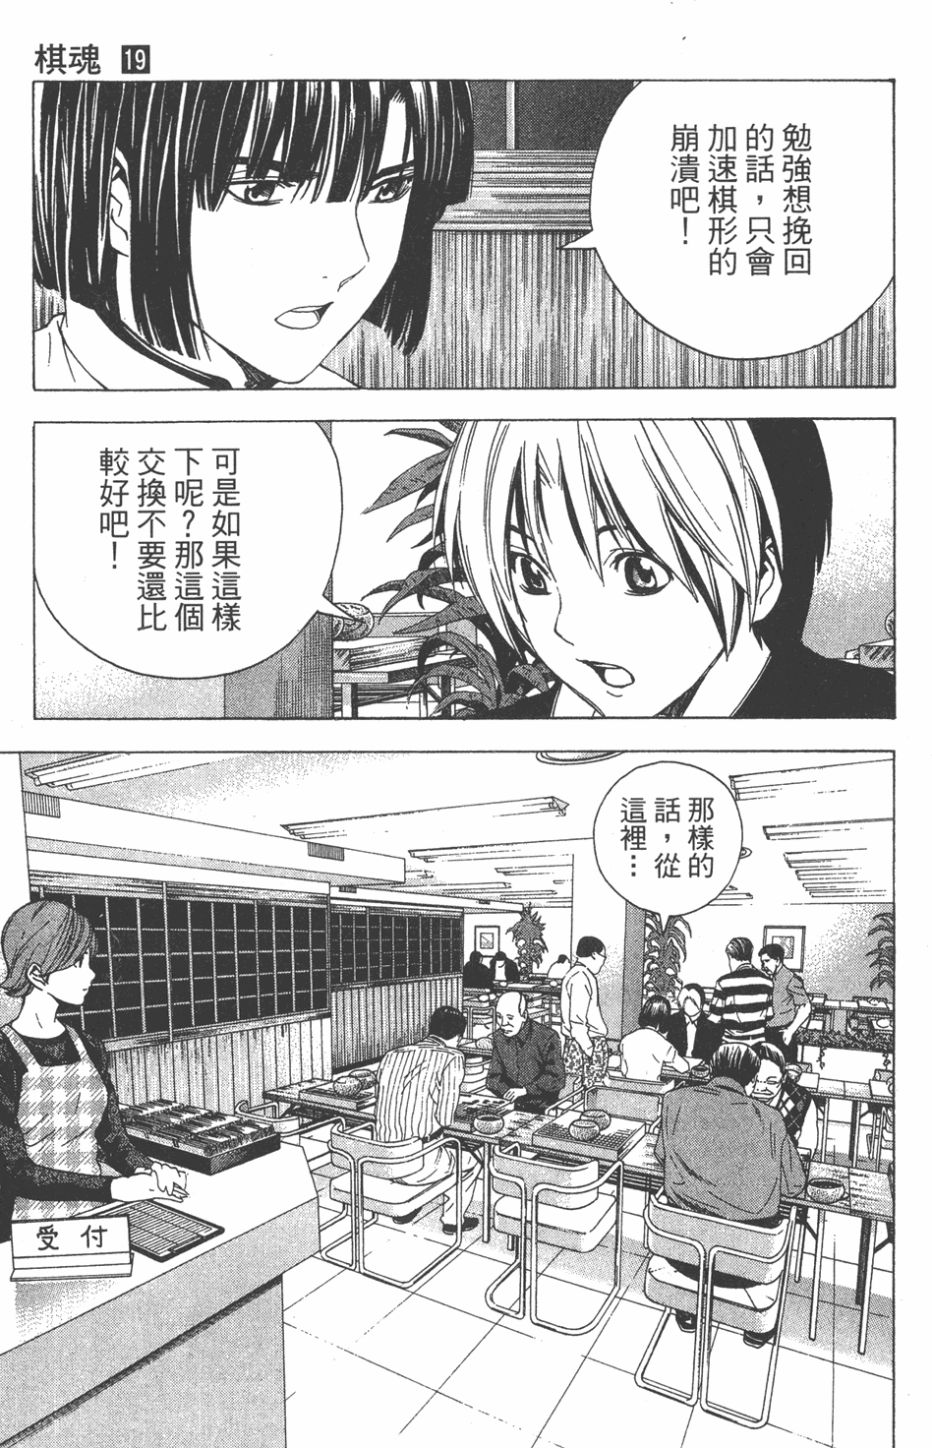 棋魂 19
勉強想挽回
的話，只會
加速棋形的
崩潰吧！
可是如果這樣
下呢？那這個
交換不要還比
較好吧！
那樣的
話，從
這裡…
受付